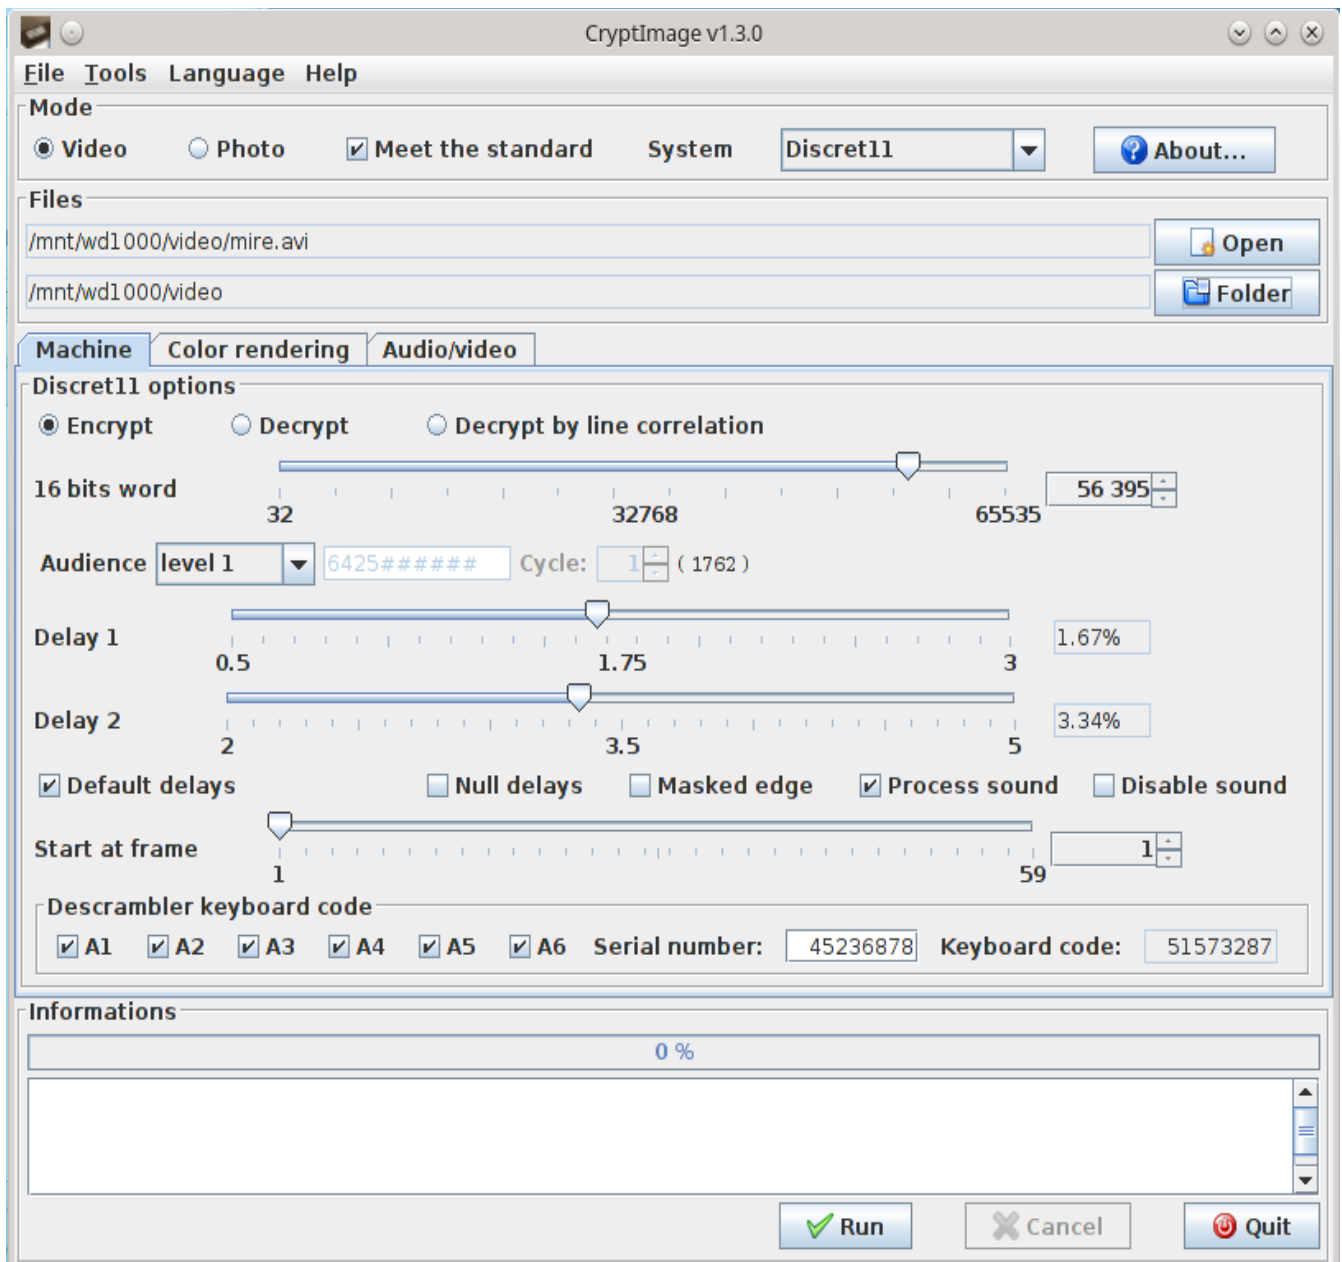 CryptImage v1.3.0
File Tools Language Help
Mode
Video Photo Meet the standard System Discret11 About...
Files
/mnt/wd1000/video/mire.avi Open
/mnt/wd1000/video Folder
Machine Color rendering Audio/video
Discret11 options
Encrypt Decrypt Decrypt by line correlation
16 bits word 56 395
32 32768 65535
Audience level 1 6425###### Cycle: 1 ( 1762 )
Delay 1 1.67%
0.5 1.75 3
Delay 2 3.34%
2 3.5 5
Default delays Null delays Masked edge Process sound Disable sound
Start at frame 1
1 59
Descrambler keyboard code
A1 A2 A3 A4 A5 A6 Serial number: 45236878 Keyboard code: 51573287
Informations
0 %
Run Cancel Quit